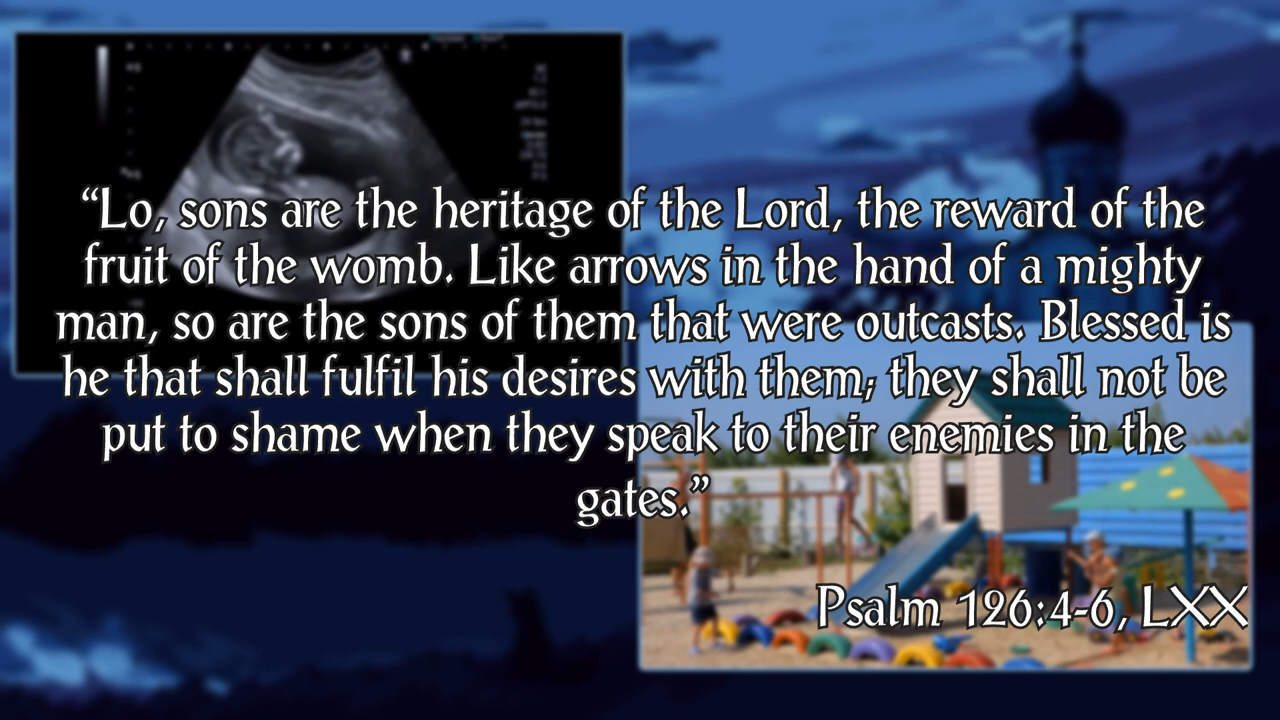 “Lo, sons are the heritage of the Lord, the reward of the
fruit of the womb. Like arrows in the hand of a mighty
man, so are the sons of them that were outcasts. Blessed is
he that shall fulfil his desires with them; they shall not be
put to shame when they speak to their enemies in the
gates.”
Psalm 126:4-6, LXX